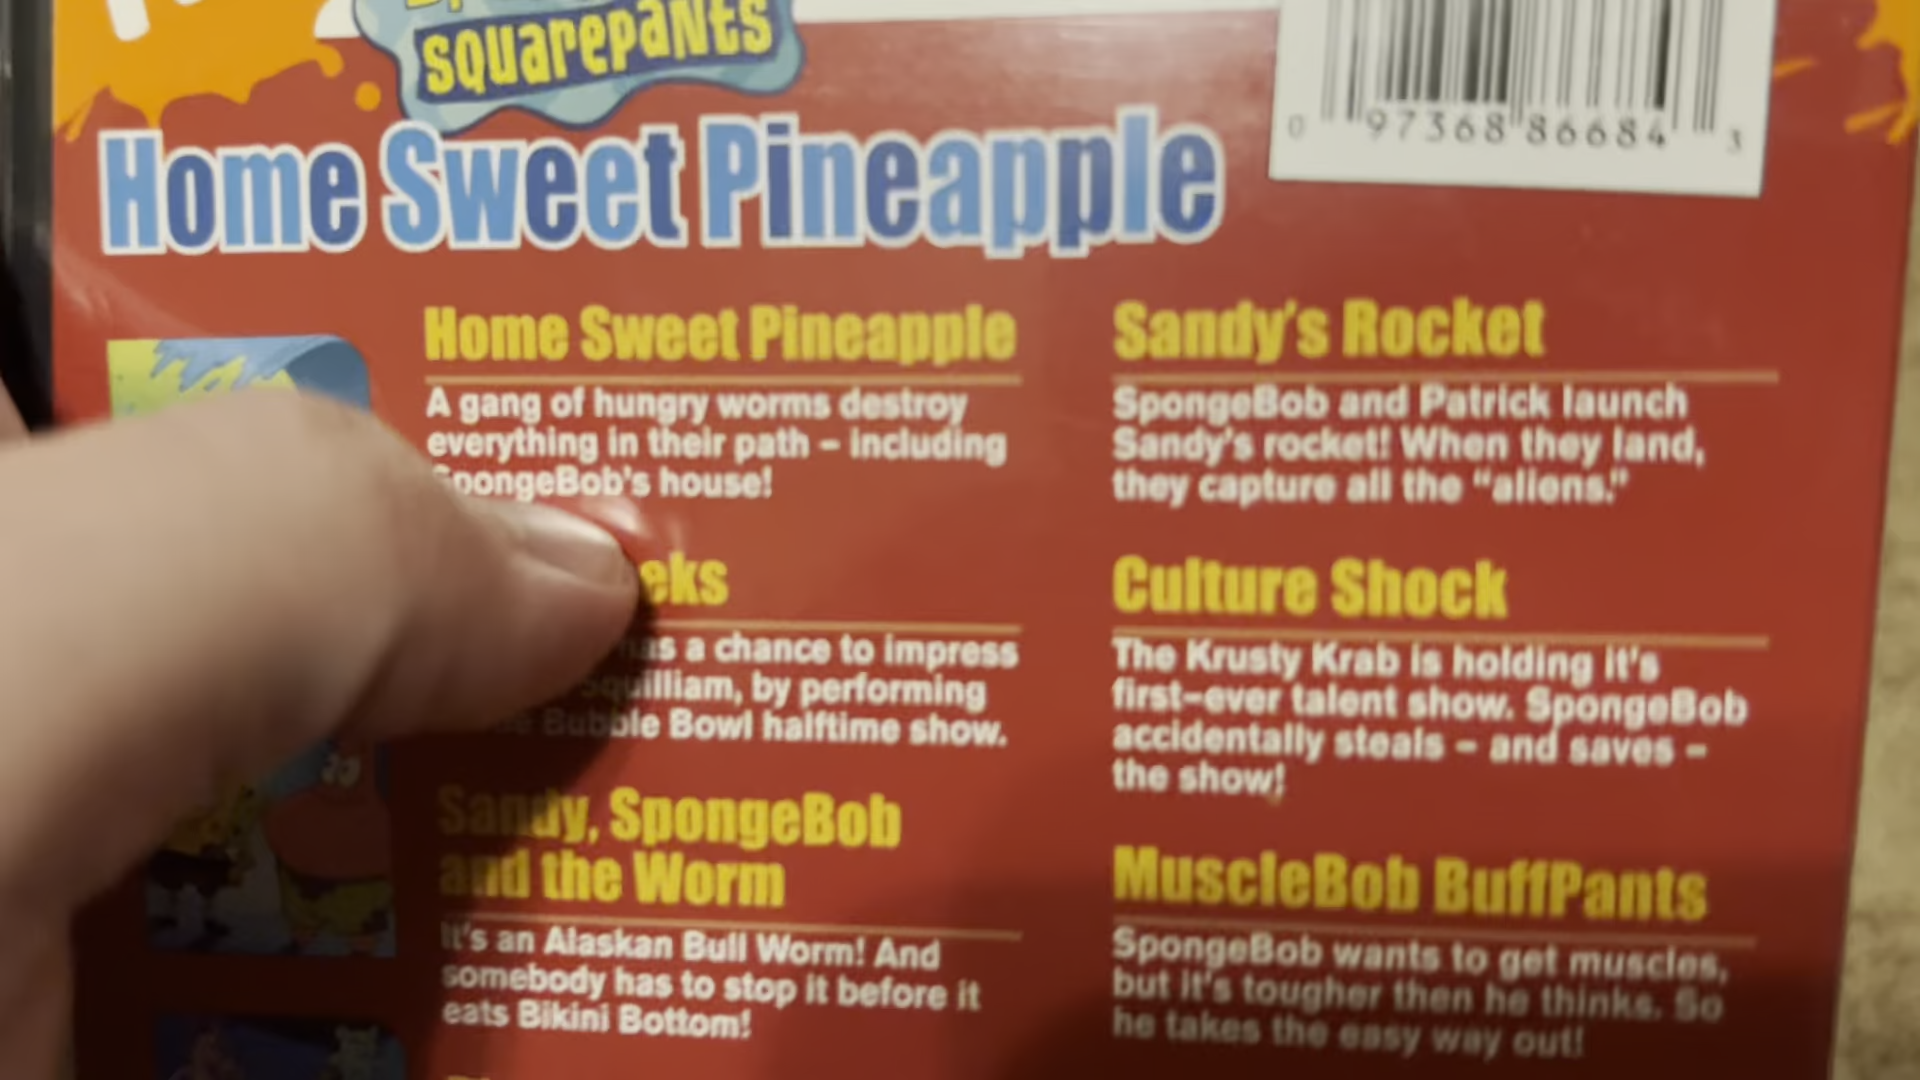 squarepants
0 97368 86684 3
Home Sweet Pineapple
Home Sweet Pineapple
A gang of hungry worms destroy
everything in their path – including
SpongeBob's house!
eks
as a chance to impress
Squilliam, by performing
Bubble Bowl halftime show.
Sandy, SpongeBob
and the Worm
It's an Alaskan Bull Worm! And
somebody has to stop it before it
eats Bikini Bottom!
Sandy's Rocket
SpongeBob and Patrick launch
Sandy's rocket! When they land,
they capture all the "aliens."
Culture Shock
The Krusty Krab is holding it's
first-ever talent show. SpongeBob
accidentally steals – and saves –
the show!
MuscleBob BuffPants
SpongeBob wants to get muscles,
but it's tougher then he thinks. So
he takes the easy way out!